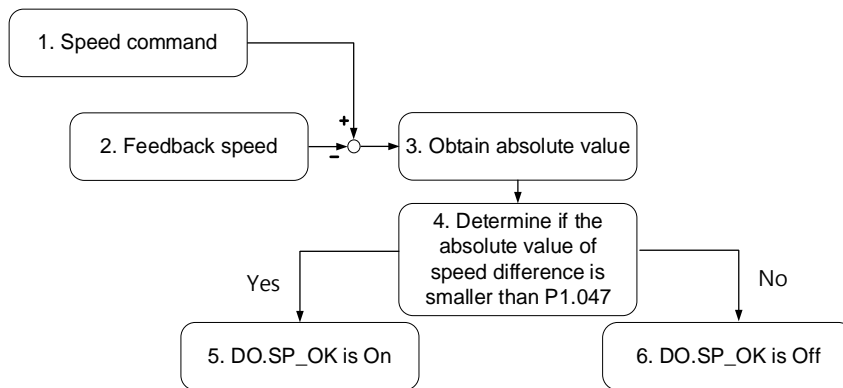 1. Speed command
+
2. Feedback speed
−
3. Obtain absolute value
4. Determine if the
absolute value of
speed difference is
smaller than P1.047
Yes
No
5. DO.SP_OK is On
6. DO.SP_OK is Off